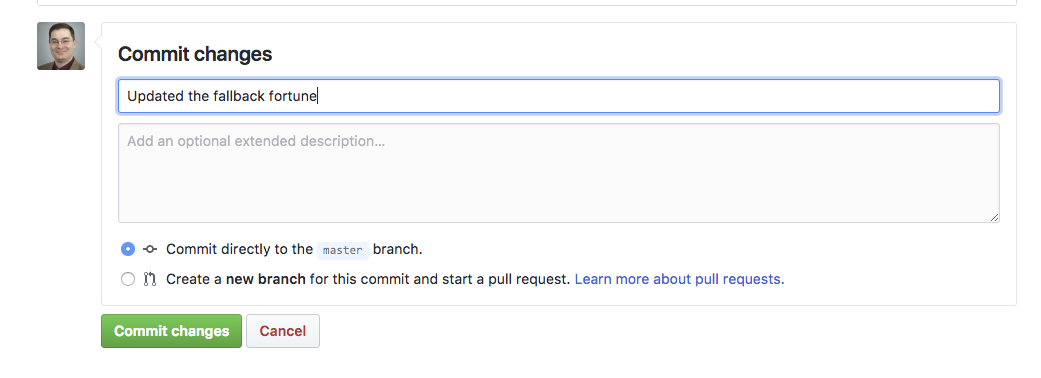 Commit changes
Updated the fallback fortune
Add an optional extended description...
Commit directly to the master branch.
Create a new branch for this commit and start a pull request. Learn more about pull requests.
Commit changes Cancel